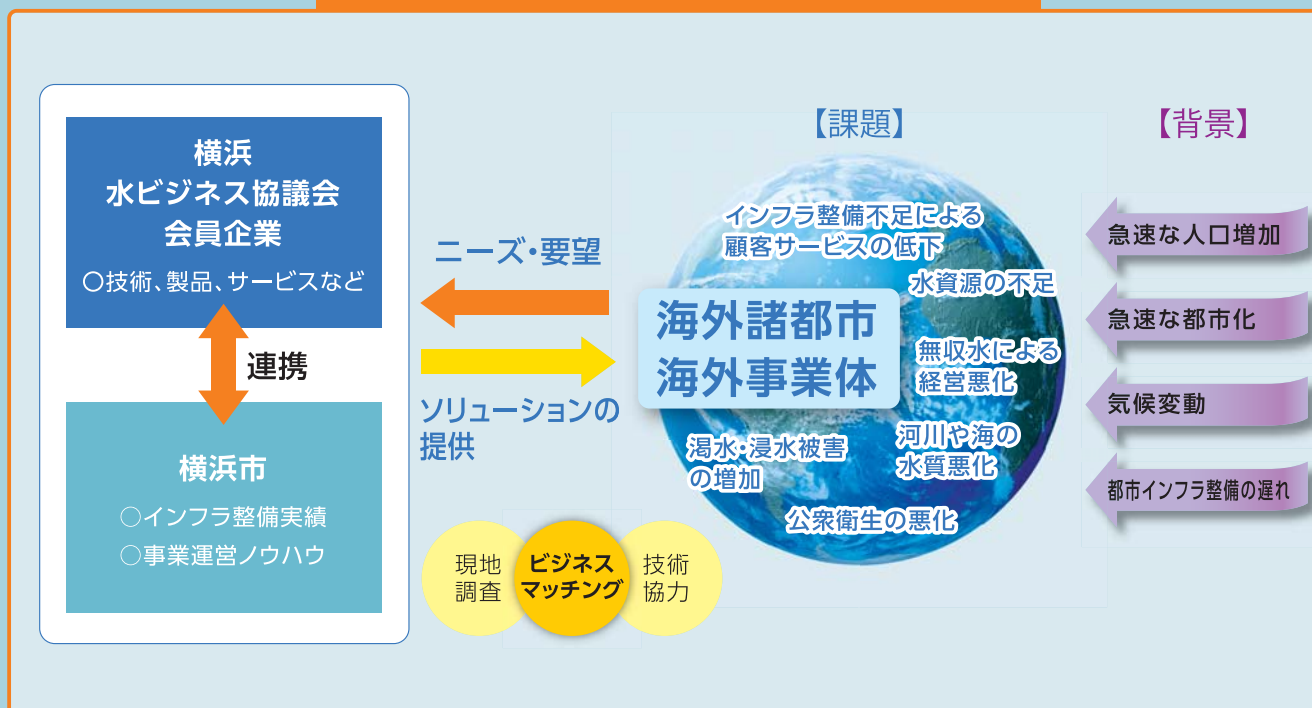 横浜
水ビジネス協議会
会員企業
〇技術、製品、サービスなど
連携
横浜市
○インフラ整備実績
○事業運営ノウハウ
ニーズ・要望
ソリューションの
提供
現地
調査
ビジネス
マッチング
技術
協力
【課題】
インフラ整備不足による
顧客サービスの低下
水資源の不足
海外諸都市
海外事業体
無収水による
経営悪化
渇水・浸水被害
の増加
河川や海の
水質悪化
公衆衛生の悪化
【背景】
急速な人口増加
急速な都市化
気候変動
都市インフラ整備の遅れ